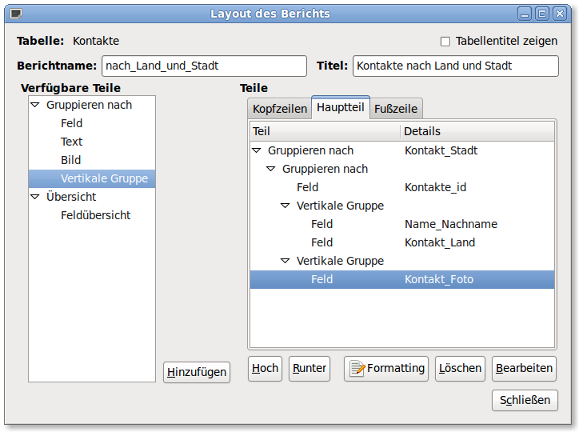 Layout des Berichts
Tabelle: Kontakte
Tabellentitel zeigen
Berichtname: nach_Land_und_Stadt Titel: Kontakte nach Land und Stadt
Verfügbare Teile
Gruppieren nach
Feld
Text
Bild
Vertikale Gruppe
Übersicht
Feldübersicht
Hinzufügen
Teile
Kopfzeilen Hauptteil Fußzeile
Teil Details
Gruppieren nach Kontakt_Stadt
Gruppieren nach
Feld Kontakte_id
Vertikale Gruppe
Feld Name_Nachname
Feld Kontakt_Land
Vertikale Gruppe
Feld Kontakt_Foto
Hoch Runter Formatting Löschen Bearbeiten
Schließen